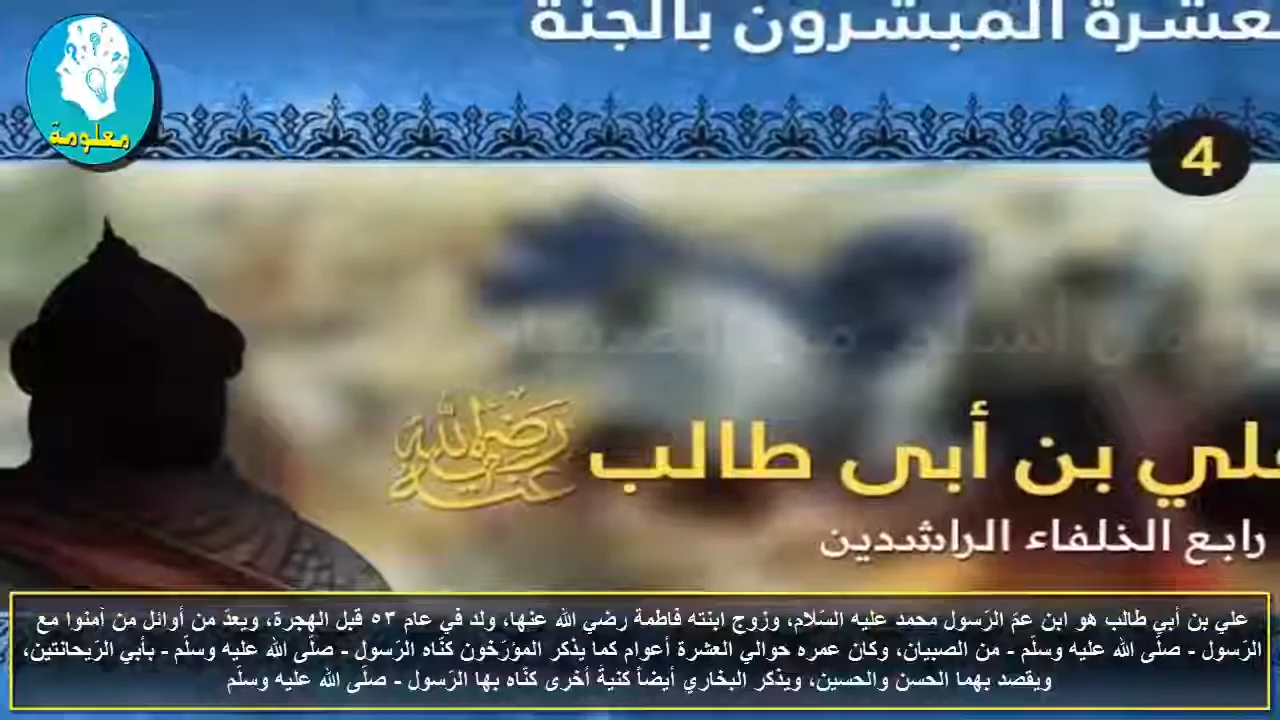 لعشرة المبشرون بالجنة
معلومة
4
علي بن أبى طالب رضي الله عنه
رابع الخلفاء الراشدين
علي بن أبي طالب هو ابن عمّ الرّسول محمد عليه السّلام، وزوج ابنته فاطمة رضي الله عنها، ولد في عام ٥٣ قبل الهجرة، ويعدّ من أوائل من آمنوا مع
الرّسول - صلّى الله عليه وسلّم - من الصبيان، وكان عمره حوالي العشرة أعوام كما يذكر المؤرّخون كنّاه الرّسول - صلّى الله عليه وسلّم - بأبي الرّيحانتين،
ويقصد بهما الحسن والحسين، ويذكر البخاري أيضاً كنية أخرى كنّاه بها الرّسول - صلّى الله عليه وسلّم